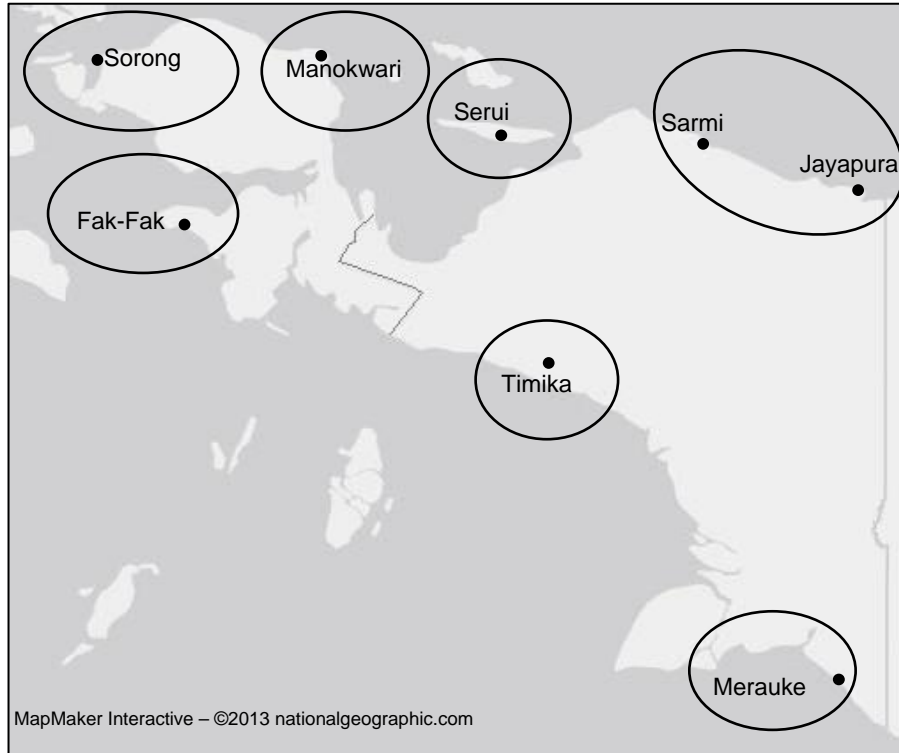 Sorong
Manokwari
Serui
Sarmi
Jayapura
Fak-Fak
Timika
Merauke
MapMaker Interactive – ©2013 nationalgeographic.com